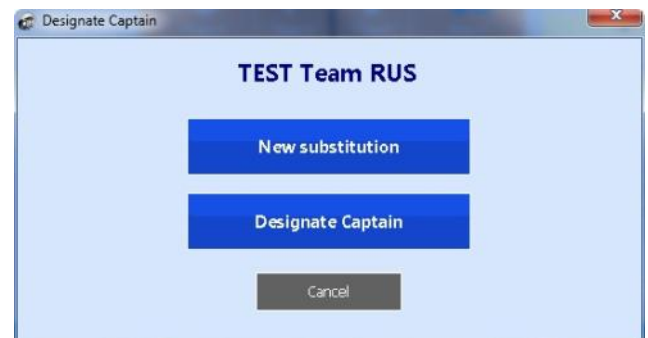 Designate Captain
TEST Team RUS
New substitution
Designate Captain
Cancel